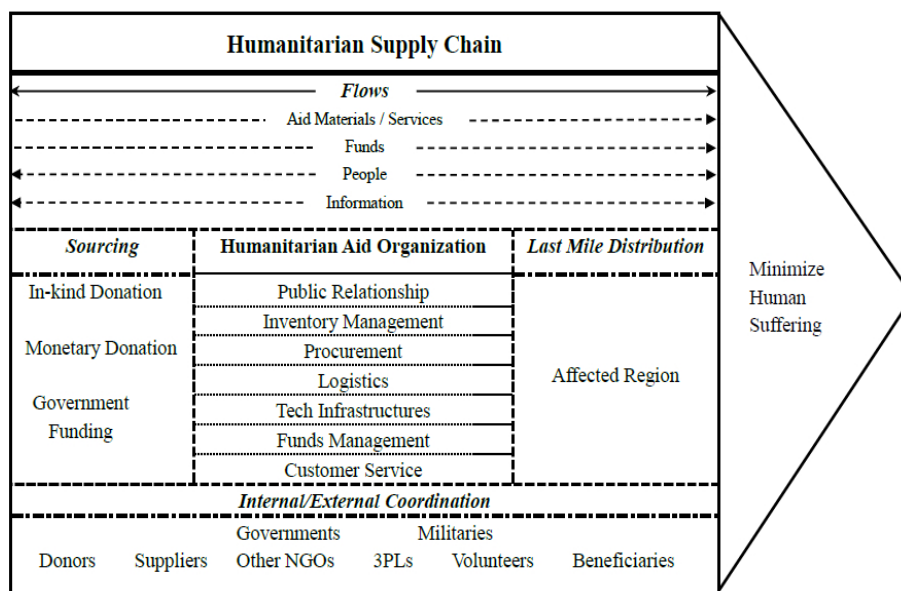 Humanitarian Supply Chain
Flows
Aid Materials / Services
Funds
People
Information
Sourcing
Humanitarian Aid Organization
Last Mile Distribution
In-kind Donation
Monetary Donation
Government
Funding
Public Relationship
Inventory Management
Procurement
Logistics
Tech Infrastructures
Funds Management
Customer Service
Affected Region
Minimize
Human
Suffering
Internal/External Coordination
Governments Militaries
Donors Suppliers Other NGOs 3PLs Volunteers Beneficiaries